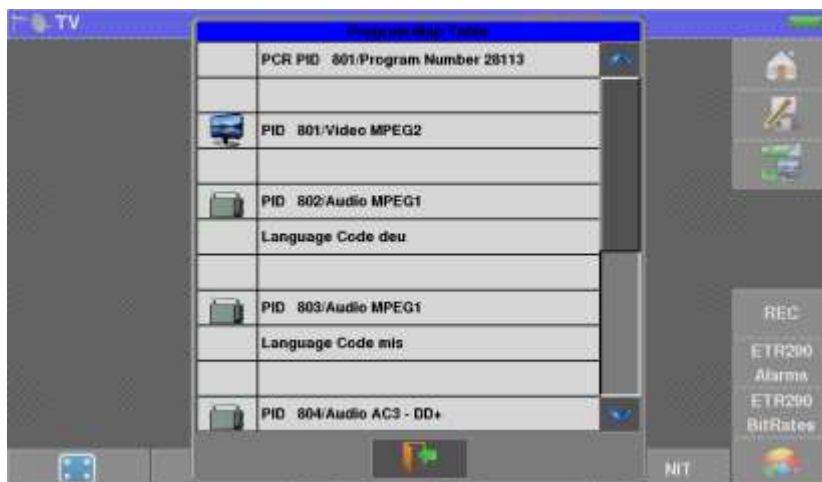 TV
Program Map Table
PCR PID 801/Program Number 28113
PID 801/Video MPEG2
PID 802/Audio MPEG1
Language Code deu
PID 803/Audio MPEG1
Language Code mis
PID 804/Audio AC3 - DD+
REC
ETR290
Alarms
ETR290
BitRates
NIT